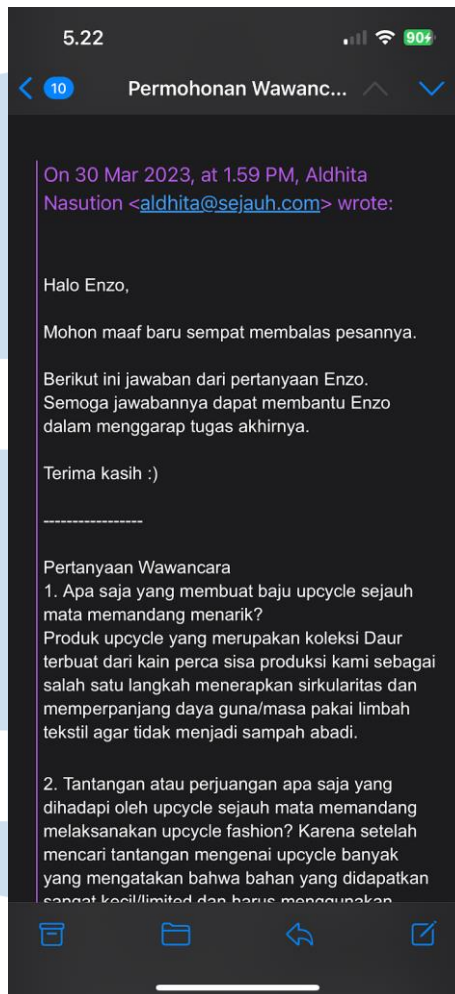 5.22
90
10
Permohonan Wawanc...
On 30 Mar 2023, at 1.59 PM, Aldhita
Nasution <aldhita@sejauh.com> wrote:
Halo Enzo,
Mohon maaf baru sempat membalas pesannya.
Berikut ini jawaban dari pertanyaan Enzo.
Semoga jawabannya dapat membantu Enzo
dalam menggarap tugas akhirnya.
Terima kasih :)
-----------------
Pertanyaan Wawancara
1. Apa saja yang membuat baju upcycle sejauh
mata memandang menarik?
Produk upcycle yang merupakan koleksi Daur
terbuat dari kain perca sisa produksi kami sebagai
salah satu langkah menerapkan sirkularitas dan
memperpanjang daya guna/masa pakai limbah
tekstil agar tidak menjadi sampah abadi.
2. Tantangan atau perjuangan apa saja yang
dihadapi oleh upcycle sejauh mata memandang
melaksanakan upcycle fashion? Karena setelah
mencari tantangan mengenai upcycle banyak
yang mengatakan bahwa bahan yang didapatkan
sangat kecil/limited dan harus menggunakan